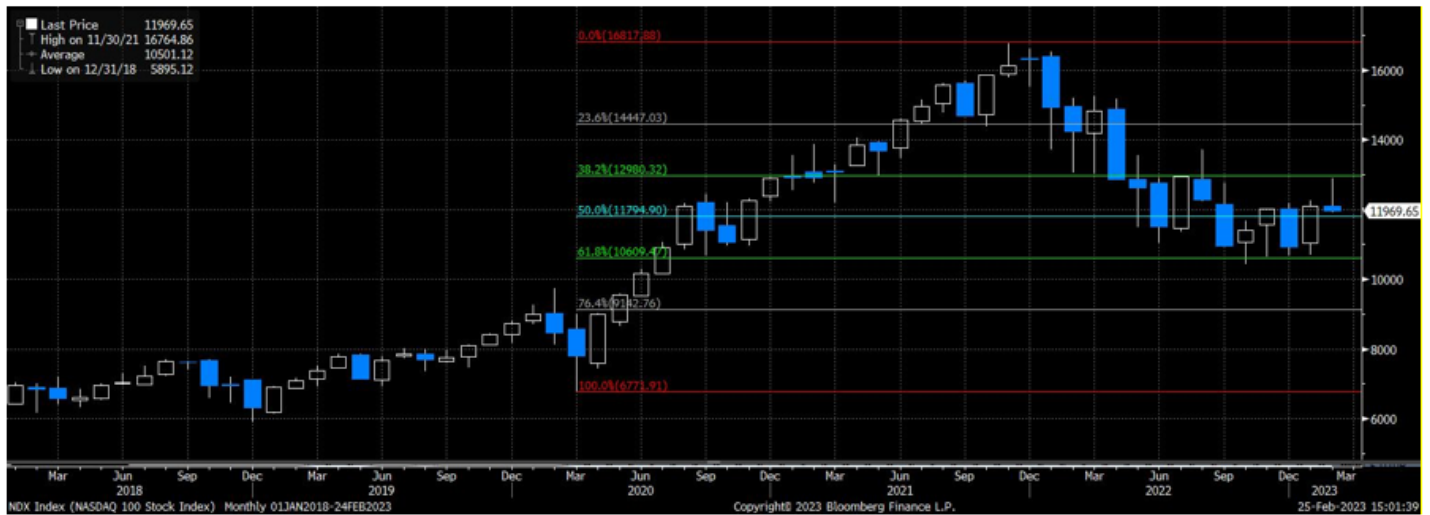 Last Price 11969.65
High on 11/30/21 16764.86
Average 10501.12
Low on 12/31/18 5895.12
0.0%(16817.88)
16000
23.6%(14447.03)
14000
38.2%(12980.32)
50.0%(11794.90)
11969.65
61.8%(10609.47)
10000
76.4%(9142.76)
8000
100.0%(6771.91)
6000
Mar Jun Sep Dec Mar Jun Sep Dec Mar Jun Sep Dec Mar Jun Sep Dec Mar
2018 2019 2020 2021 2022 2023
NDX Index (NASDAQ 100 Stock Index) Monthly 01JAN2018-24FEB2023 Copyright© 2023 Bloomberg Finance L.P. 25-Feb-2023 15:01:39